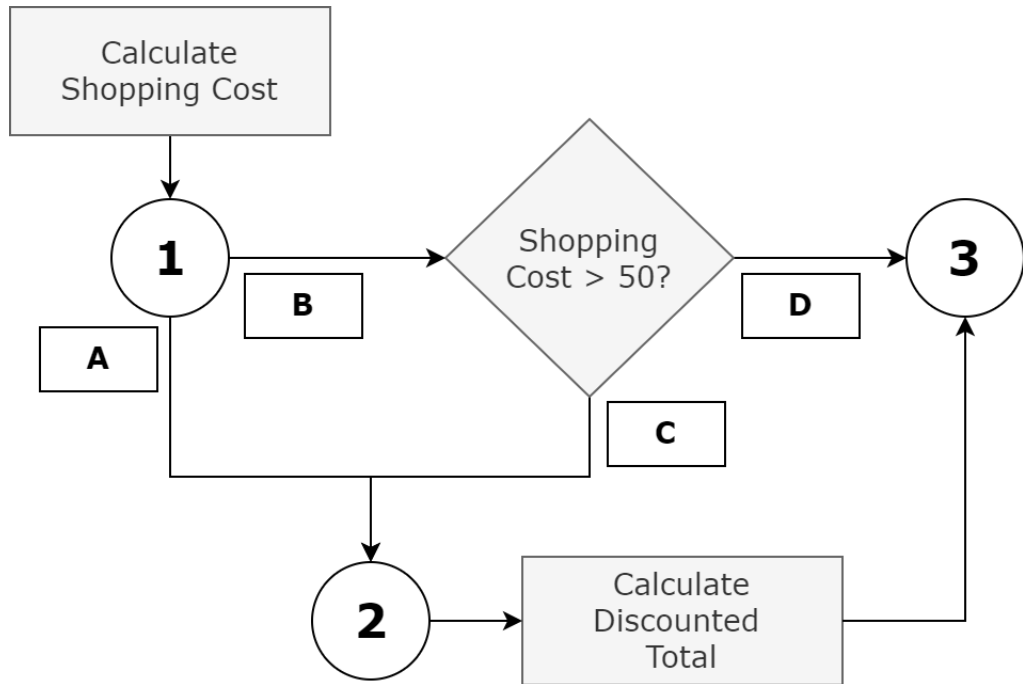 Calculate
Shopping Cost
1
B
Shopping
Cost > 50?
D
3
A
C
2
Calculate
Discounted
Total